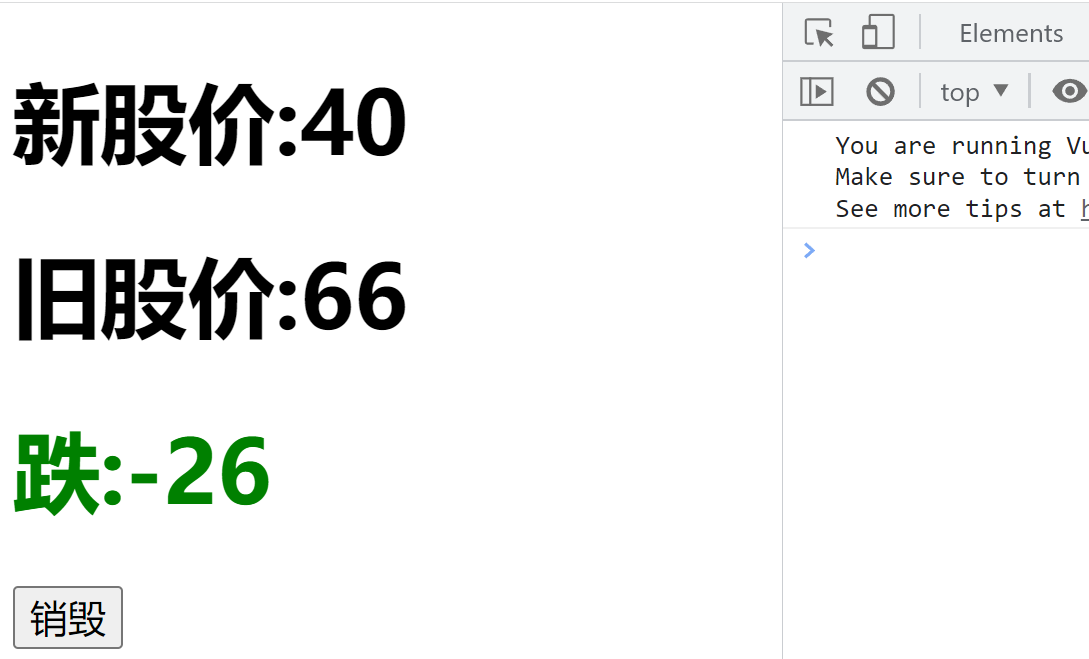 新股价:40
旧股价:66
跌:-26
销毁
Elements
top
You are running Vu
Make sure to turn
See more tips at h